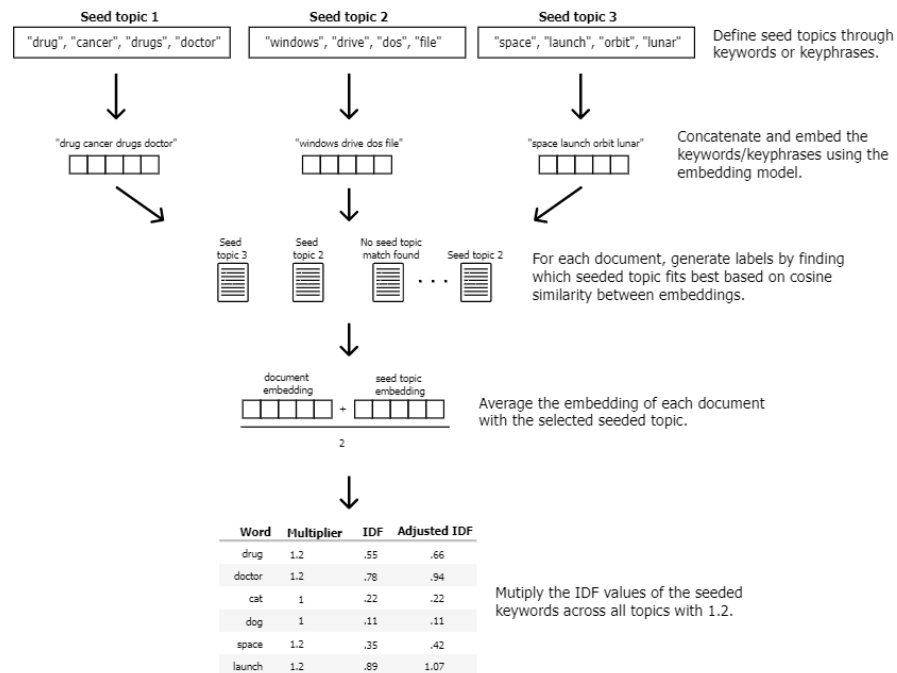 Seed topic 1
Seed topic 2
Seed topic 3
"drug", "cancer", "drugs", "doctor"
"windows", "drive", "dos", "file"
"space", "launch", "orbit", "lunar"
Define seed topics through
keywords or keyphrases.
"drug cancer drugs doctor"
"windows drive dos file"
"space launch orbit lunar"
Concatenate and embed the
keywords/keyphrases using the
embedding model.
Seed
topic 3
Seed
topic 2
No seed topic
match found
. . .
Seed topic 2
For each document, generate labels by finding
which seeded topic fits best based on cosine
similarity between embeddings.
document
embedding
+
seed topic
embedding
2
Average the embedding of each document
with the selected seeded topic.
Word Multiplier IDF Adjusted IDF
drug 1.2 .55 .66
doctor 1.2 .78 .94
cat 1 .22 .22
dog 1 .11 .11
space 1.2 .35 .42
launch 1.2 .89 1.07
Mutiply the IDF values of the seeded
keywords across all topics with 1.2.